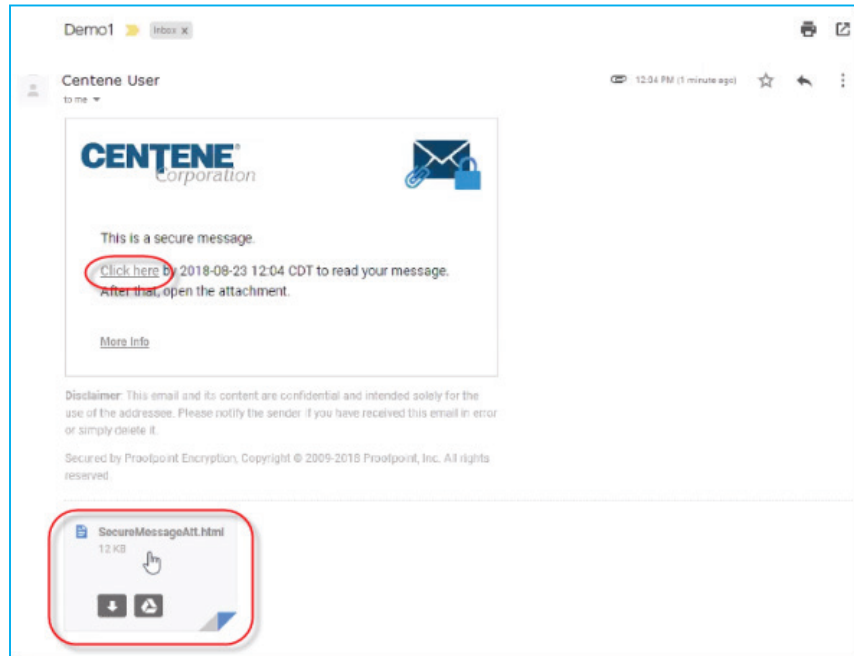 Demo1
Inbox x
Centene User
12:04 PM (1 minute ago)
to me
CENTENE®
Corporation
This is a secure message.
Click here by 2018-08-23 12:04 CDT to read your message.
After that, open the attachment.
More Info
Disclaimer: This email and its content are confidential and intended solely for the
use of the addressee. Please notify the sender if you have received this email in error
or simply delete it.
Secured by Proofpoint Encryption, Copyright © 2009-2018 Proofpoint, Inc. All rights
reserved.
SecureMessageAtt.html
12 KB